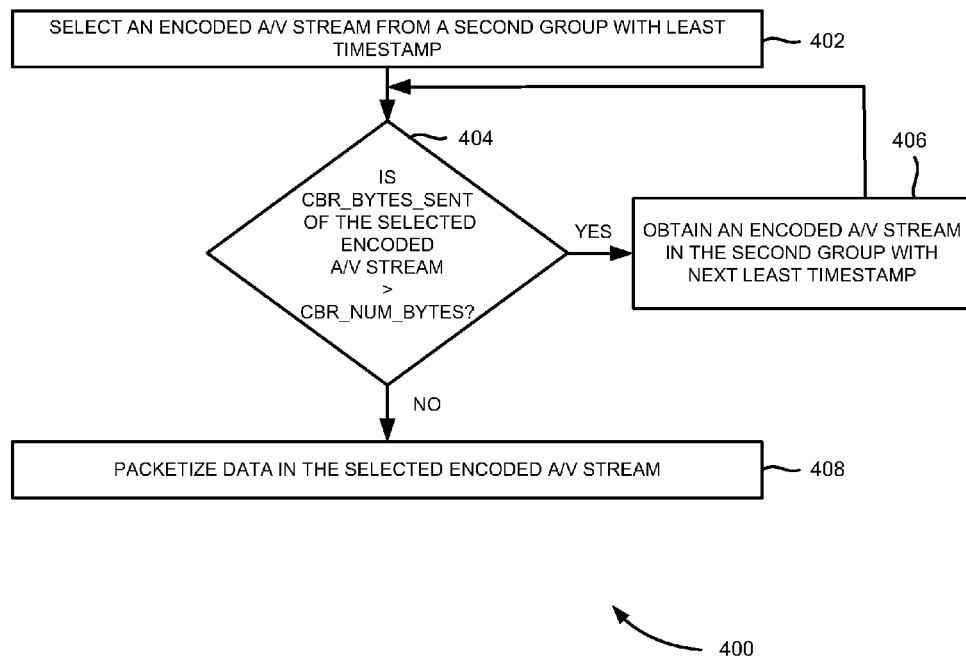 SELECT AN ENCODED A/V STREAM FROM A SECOND GROUP WITH LEAST
TIMESTAMP
402
404
IS
CBR_BYTES_SENT
OF THE SELECTED
ENCODED
A/V STREAM
>
CBR_NUM_BYTES?
YES
406
OBTAIN AN ENCODED A/V STREAM
IN THE SECOND GROUP WITH
NEXT LEAST TIMESTAMP
NO
PACKETIZE DATA IN THE SELECTED ENCODED A/V STREAM
408
400